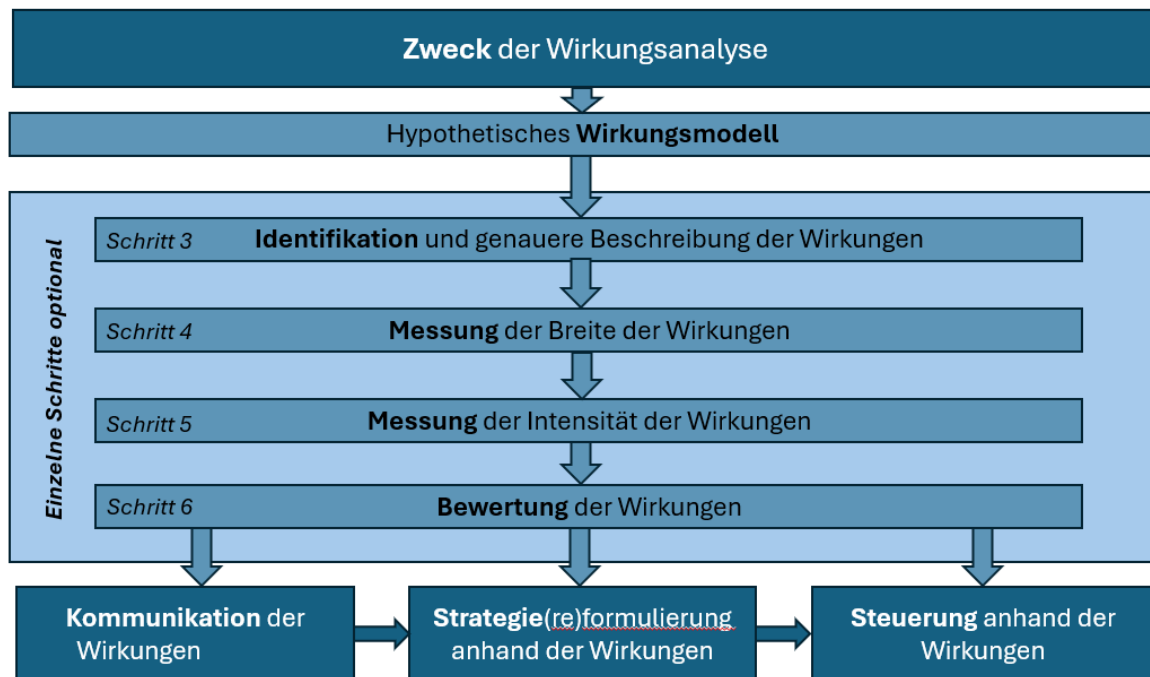 Zweck der Wirkungsanalyse
Hypothetisches Wirkungsmodell
Einzelne Schritte optional
Schritt 3 Identifikation und genauere Beschreibung der Wirkungen
Schritt 4 Messung der Breite der Wirkungen
Schritt 5 Messung der Intensität der Wirkungen
Schritt 6 Bewertung der Wirkungen
Kommunikation der
Wirkungen
Strategie(re)formulierung
anhand der Wirkungen
Steuerung anhand der
Wirkungen